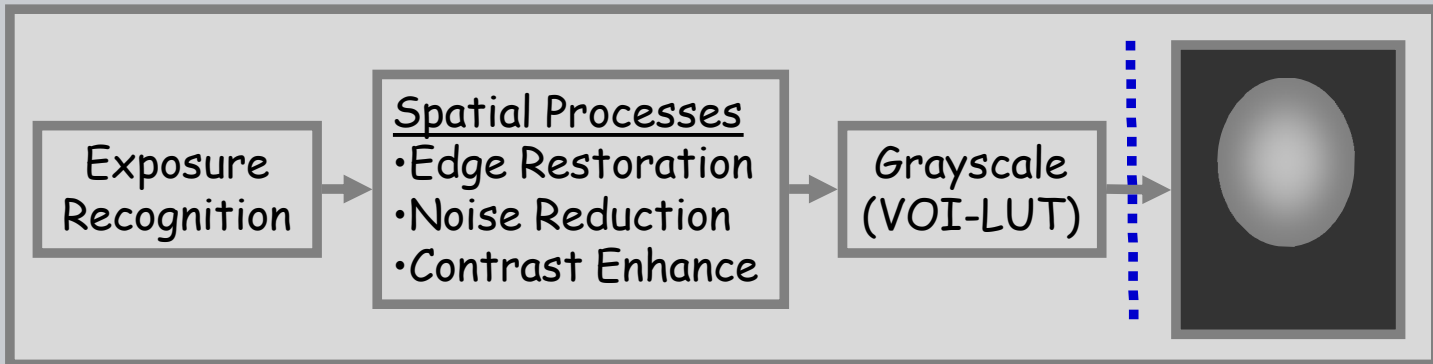 Exposure
Recognition
Spatial Processes
•Edge Restoration
•Noise Reduction
•Contrast Enhance
Grayscale
(VOI-LUT)